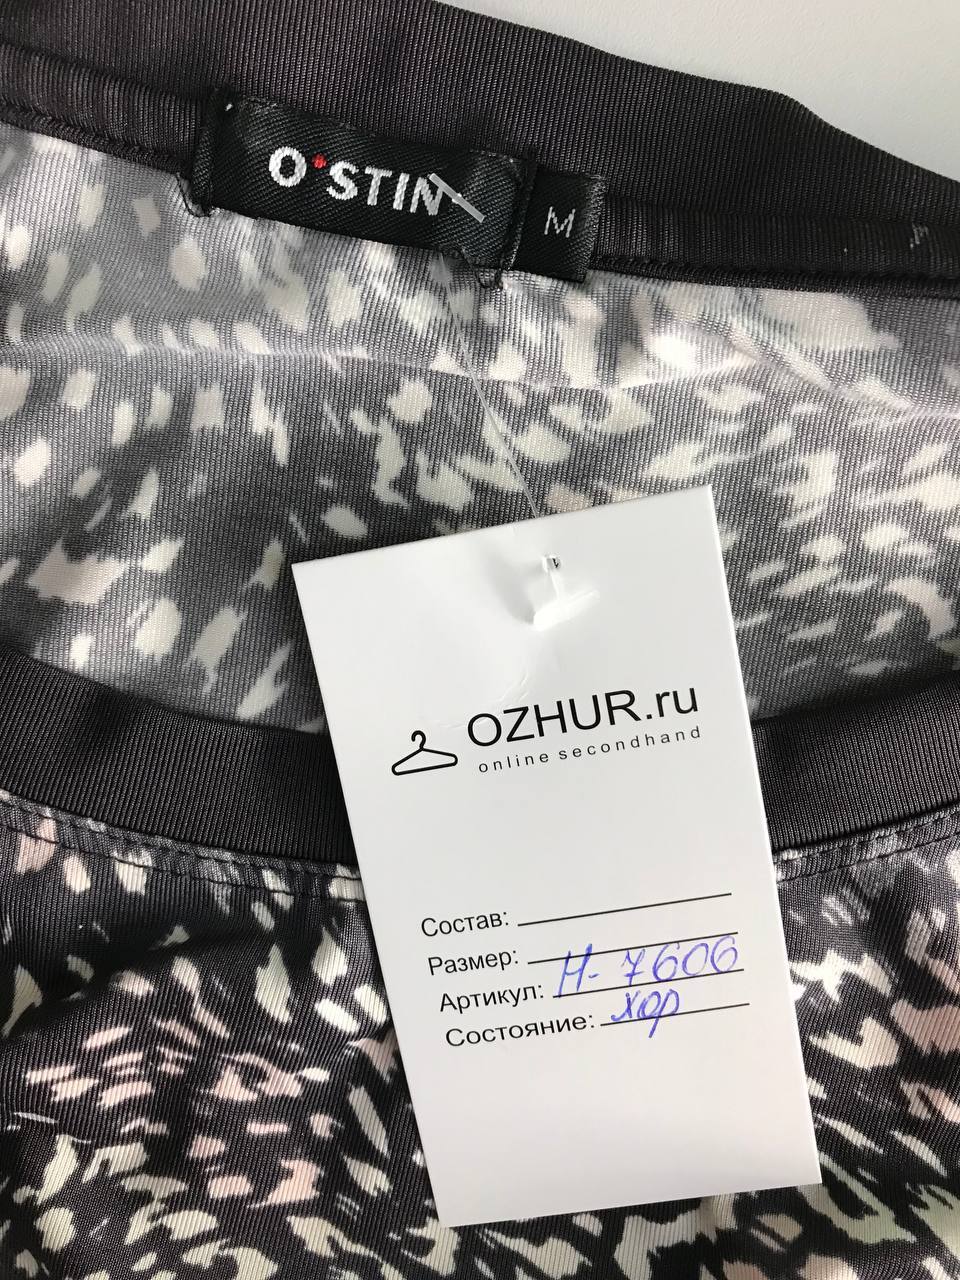 O'STIN
M
OZHUR.ru
online secondhand
Состав:
Размер:
Артикул: Н-7606
Состояние: хор